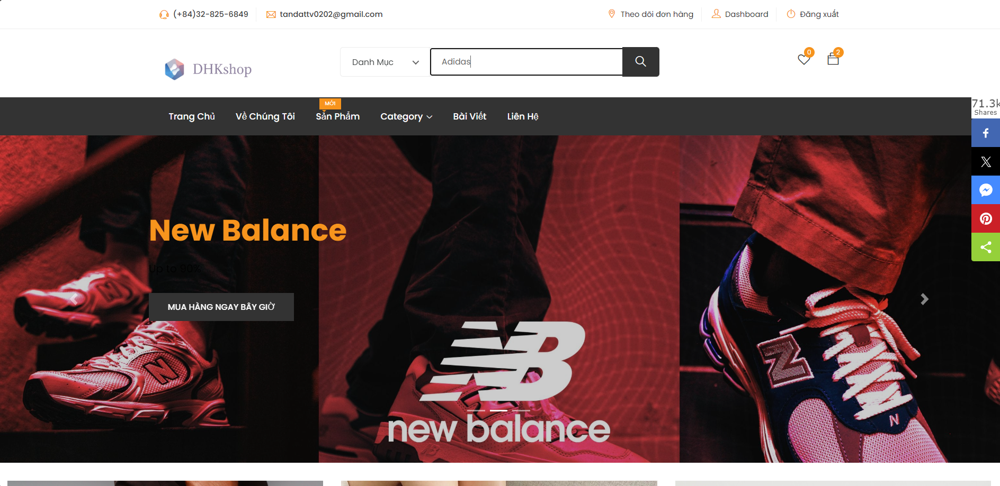 (+84)32-825-6849
tandattv0202@gmail.com
Theo dõi đơn hàng
Dashboard
Đăng xuất
DHKshop
Danh Mục
Adidas
0
2
MỚI
Trang Chủ
Về Chúng Tôi
Sản Phẩm
Category
Bài Viết
Liên Hệ
71.3k
Shares
New Balance
Up to 90%
MUA HÀNG NGAY BÂY GIỜ
N
N
N
N
NB
new balance